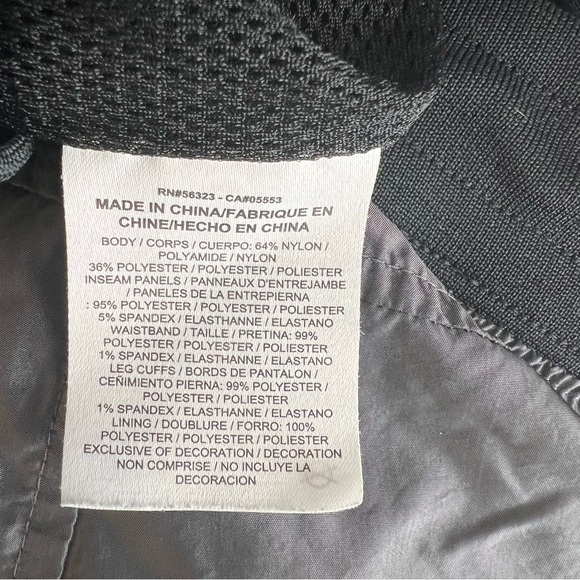 RN#56323 - CA#05553
MADE IN CHINA/FABRIQUE EN
CHINE/HECHO EN CHINA
BODY / CORPS / CUERPO: 64% NYLON /
POLYAMIDE / NYLON
36% POLYESTER / POLYESTER / POLIESTER
INSEAM PANELS / PANNEAUX D'ENTREJAMBE
/ PANELES DE LA ENTREPIERNA
: 95% POLYESTER / POLYESTER / POLIESTER
5% SPANDEX / ELASTHANNE / ELASTANO
WAISTBAND / TAILLE / PRETINA: 99%
POLYESTER / POLYESTER / POLIESTER
1% SPANDEX / ELASTHANNE / ELASTANO
LEG CUFFS / BORDS DE PANTALON /
CEÑIMIENTO PIERNA: 99% POLYESTER /
POLYESTER / POLIESTER
1% SPANDEX / ELASTHANNE / ELASTANO
LINING / DOUBLURE / FORRO: 100%
POLYESTER / POLYESTER / POLIESTER
EXCLUSIVE OF DECORATION / DECORATION
NON COMPRISE / NO INCLUYE LA
DECORACION